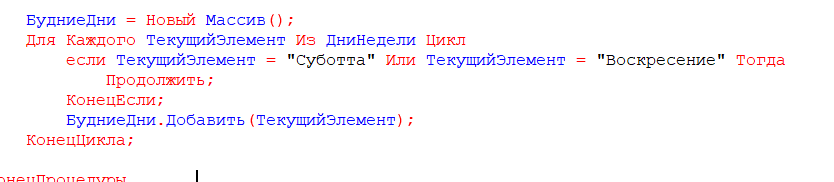 БудниеДни = Новый Массив();
Для Каждого ТекущийЭлемент Из ДниНедели Цикл
если ТекущийЭлемент = "Суботта" Или ТекущийЭлемент = "Воскресение" Тогда
Продолжить;
КонецЕсли;
БудниеДни.Добавить(ТекущийЭлемент);
КонецЦикла;